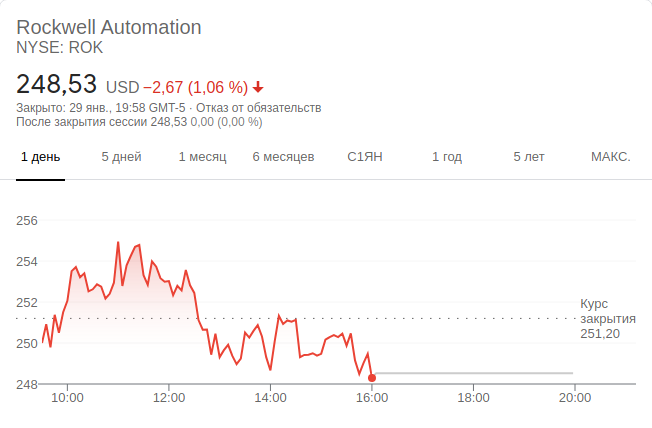 Rockwell Automation
NYSE: ROK
248,53 USD −2,67 (1,06 %)
Закрыто: 29 янв., 19:58 GMT-5 · Отказ от обязательств
После закрытия сессии 248,53 0,00 (0,00 %)
1 день 5 дней 1 месяц 6 месяцев С1ЯН 1 год 5 лет МАКС.
256
254
252
Курс
закрытия
251,20
250
248
10:00 12:00 14:00 16:00 18:00 20:00